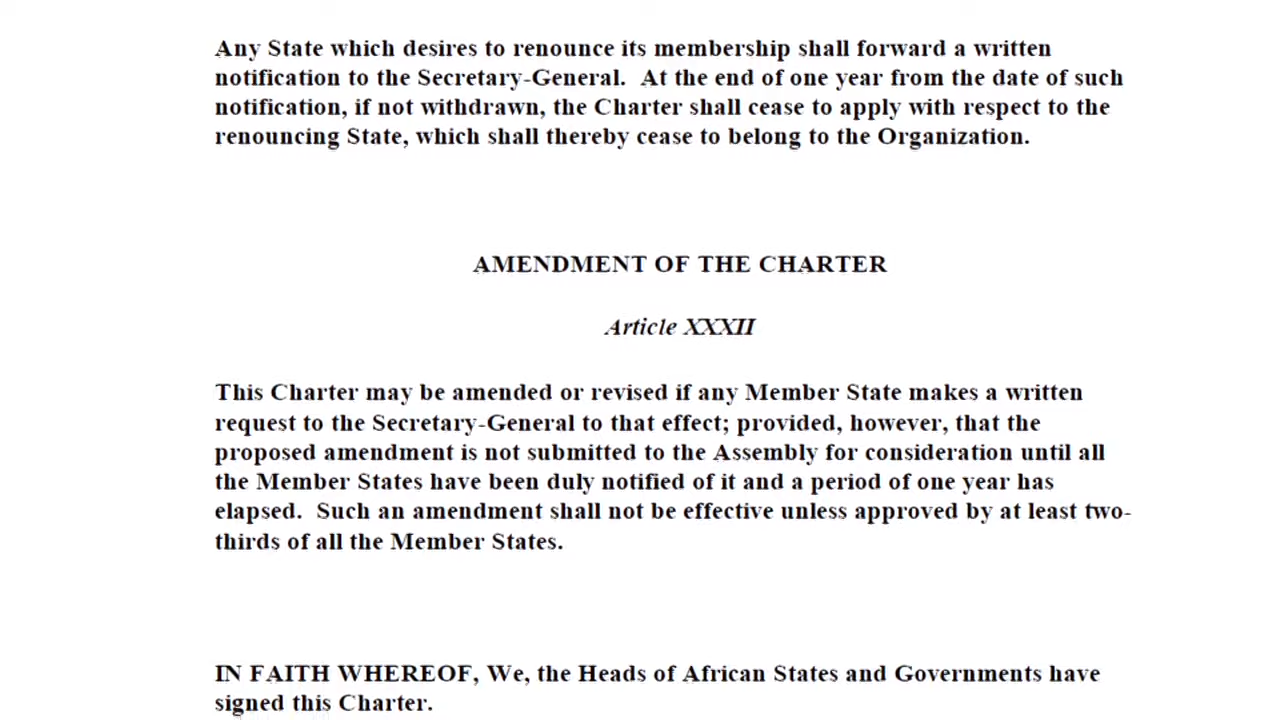 Any State which desires to renounce its membership shall forward a written
notification to the Secretary-General.  At the end of one year from the date of such
notification, if not withdrawn, the Charter shall cease to apply with respect to the
renouncing State, which shall thereby cease to belong to the Organization.
AMENDMENT OF THE CHARTER
Article XXXII
This Charter may be amended or revised if any Member State makes a written
request to the Secretary-General to that effect; provided, however, that the
proposed amendment is not submitted to the Assembly for consideration until all
the Member States have been duly notified of it and a period of one year has
elapsed.  Such an amendment shall not be effective unless approved by at least two-
thirds of all the Member States.
IN FAITH WHEREOF, We, the Heads of African States and Governments have
signed this Charter.